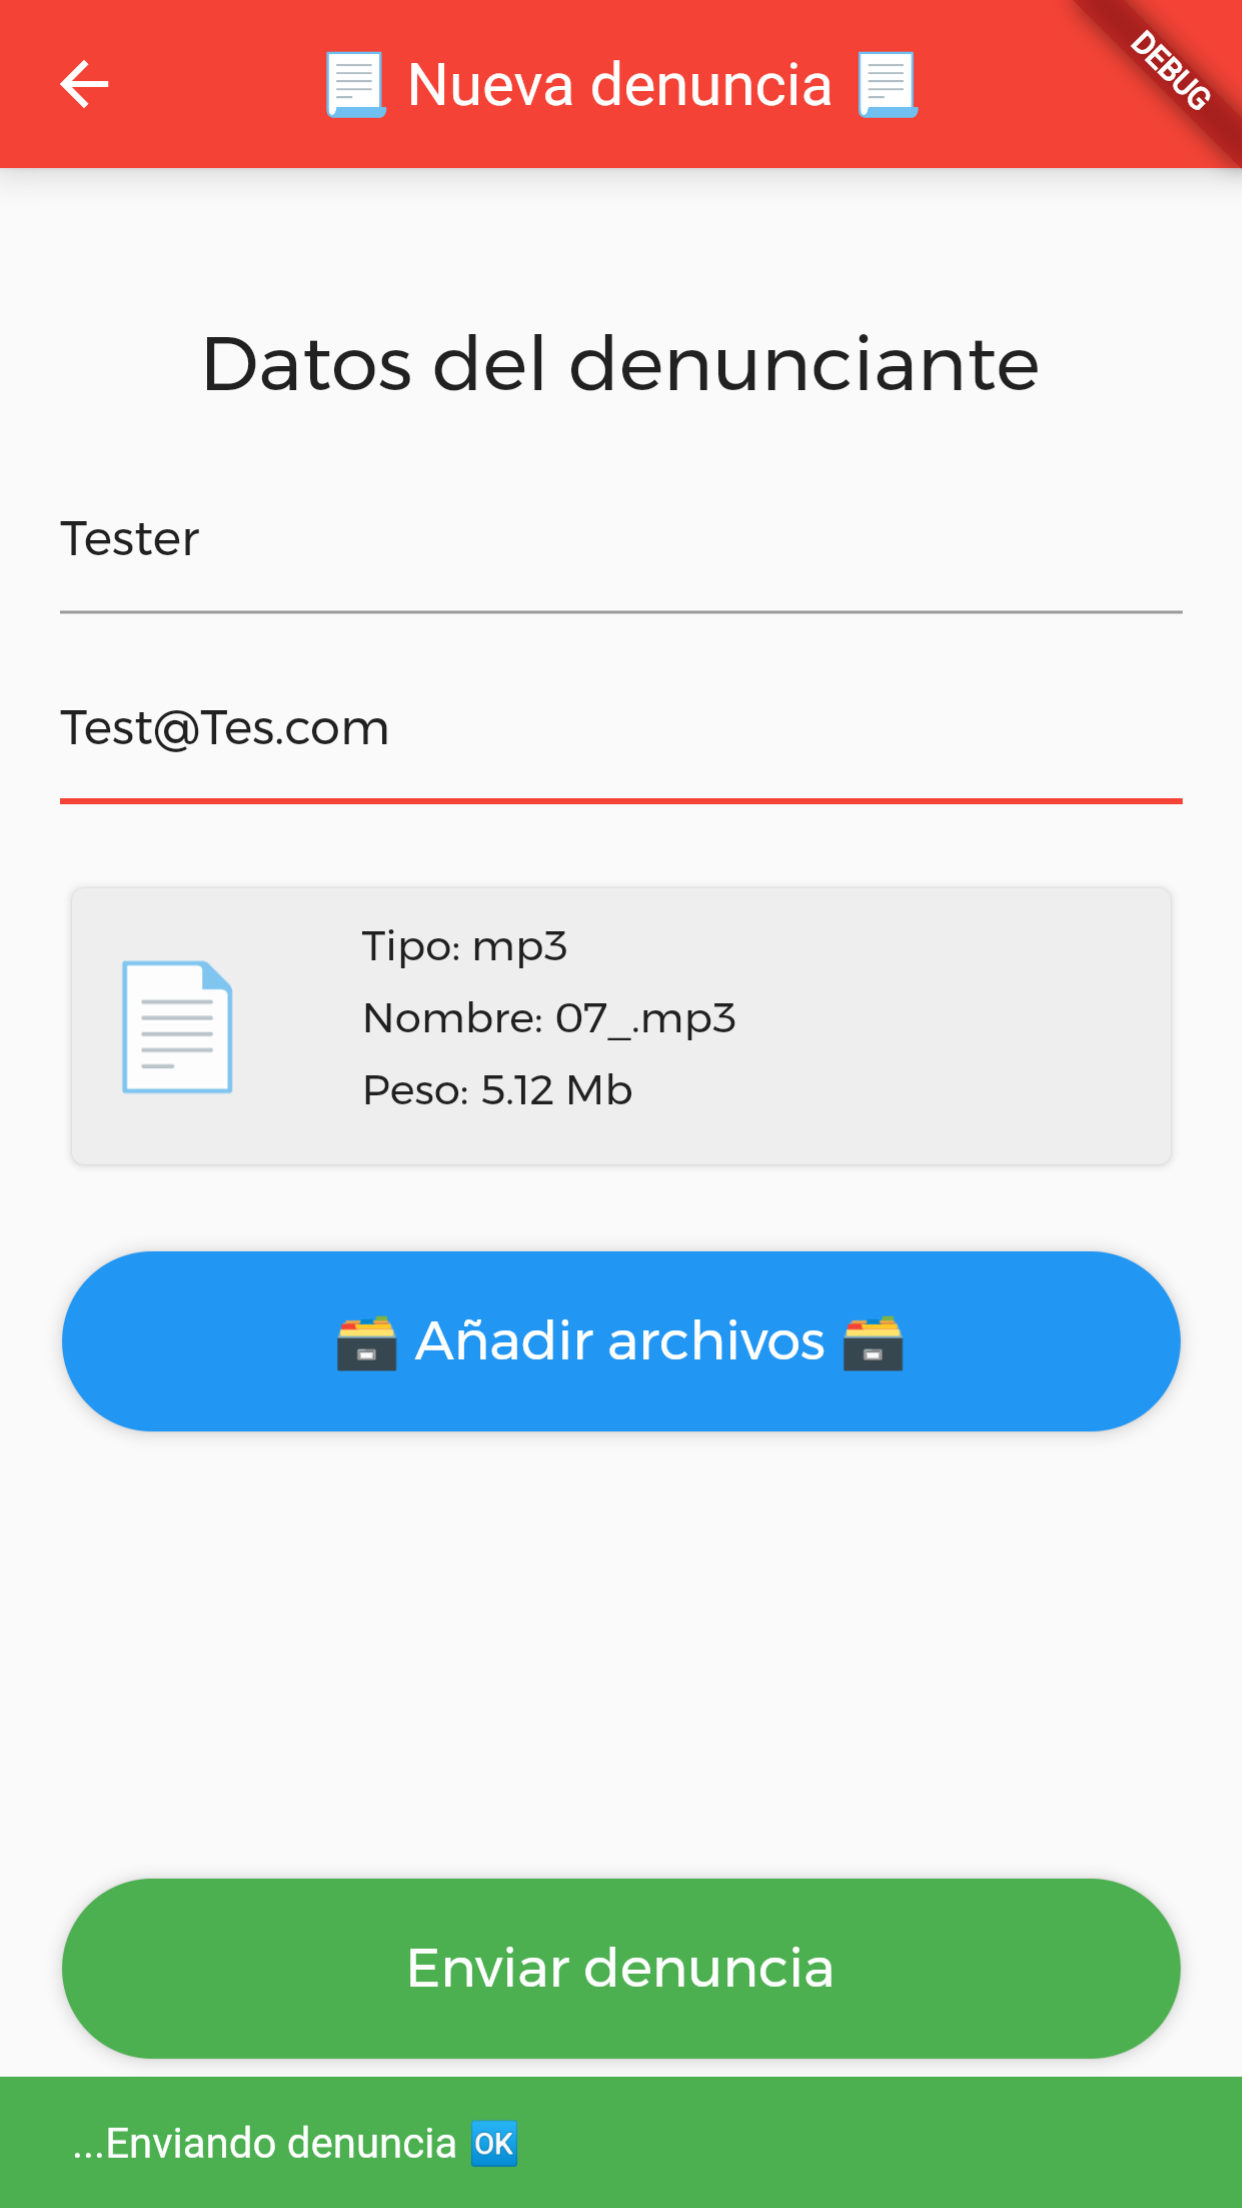 📃 Nueva denuncia 📃
DEBUG
Datos del denunciante
Tester
Test@Tes.com
Tipo: mp3
Nombre: 07_.mp3
Peso: 5.12 Mb
🗃️ Añadir archivos 🗃️
Enviar denuncia
...Enviando denuncia 🆗